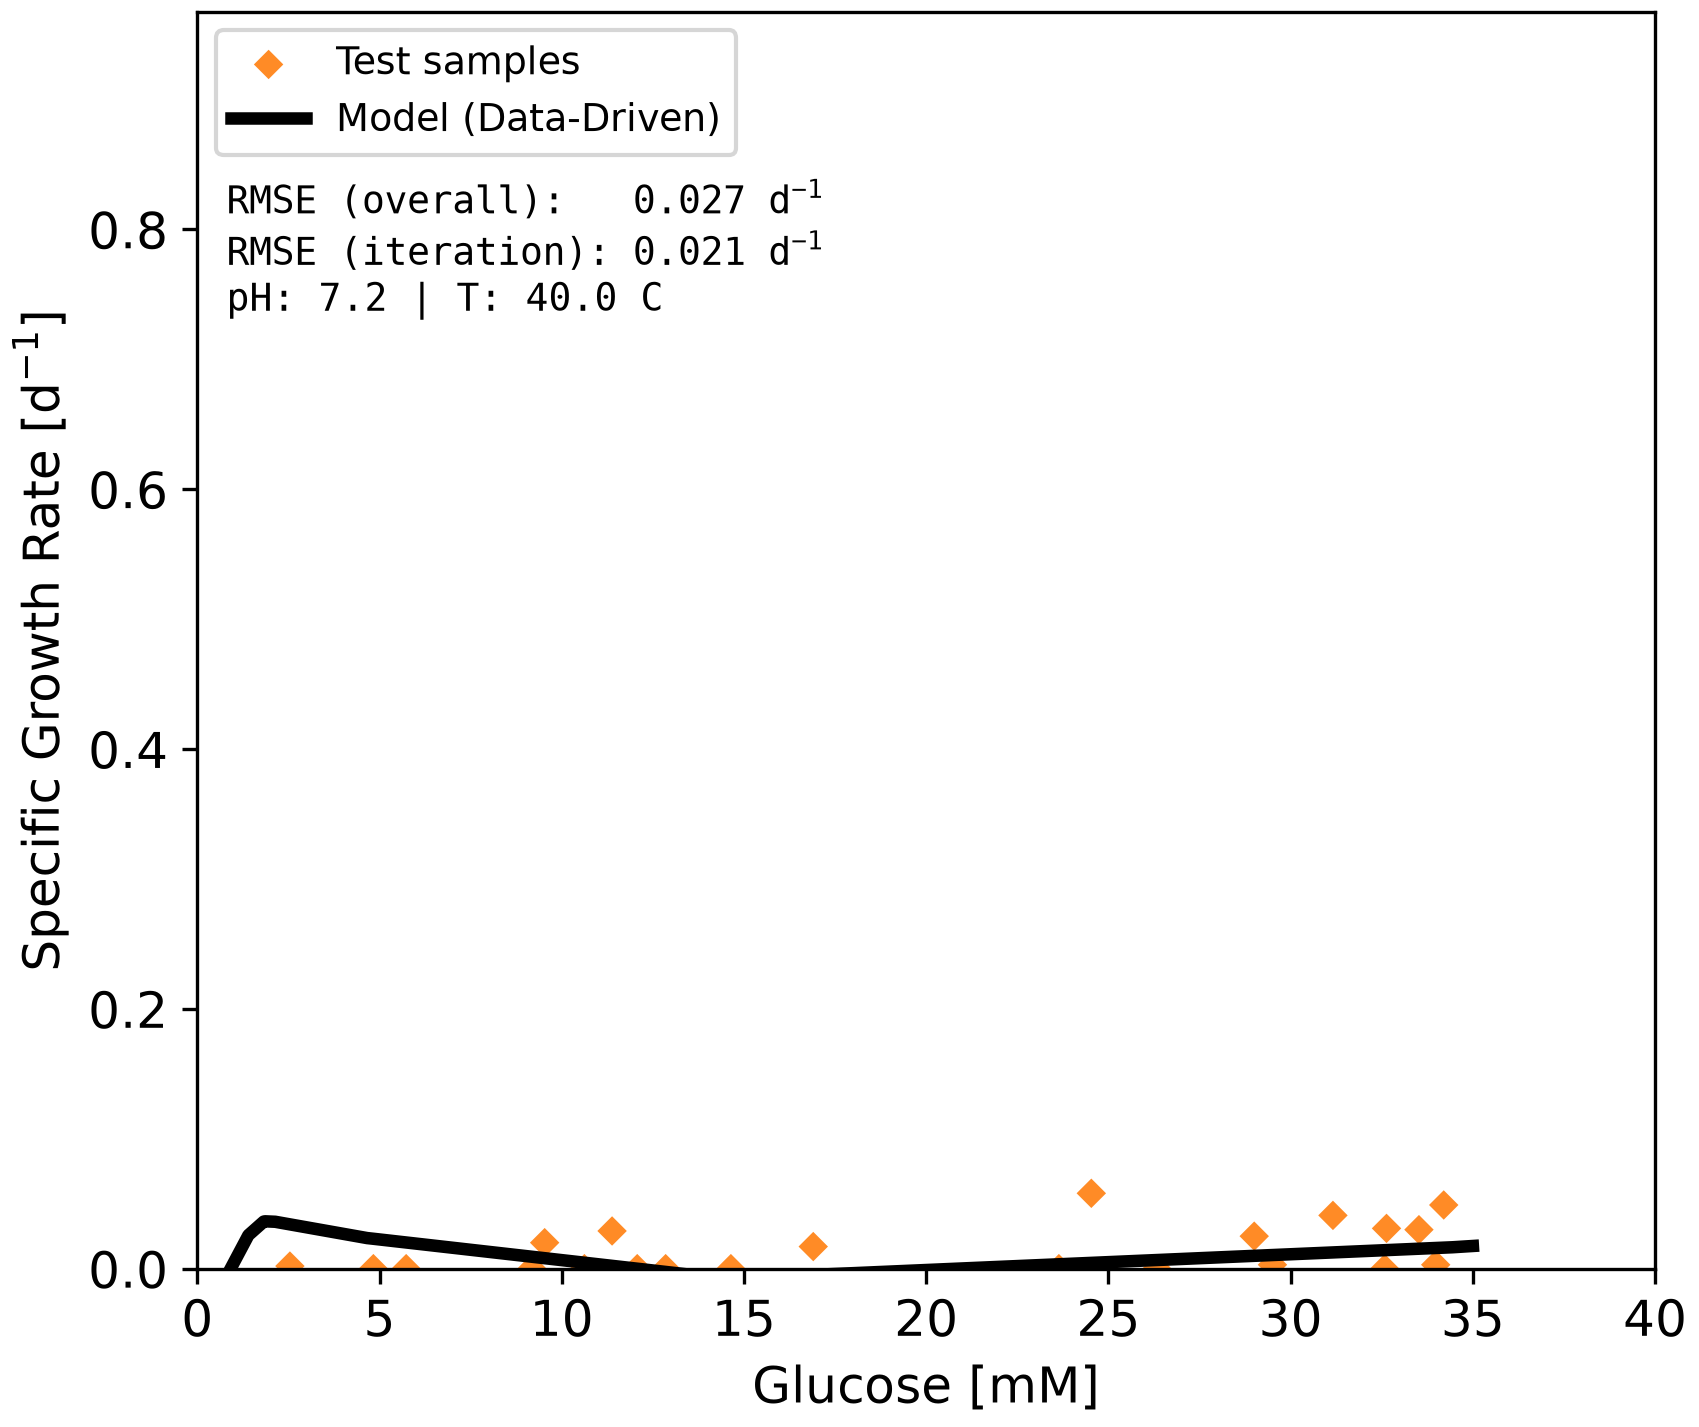 Test samples
Model (Data-Driven)
RMSE (overall):   0.027 d⁻¹
RMSE (iteration): 0.021 d⁻¹
pH: 7.2 | T: 40.0 C
Specific Growth Rate [d⁻¹]
0.8
0.6
0.4
0.2
0.0
0 5 10 15 20 25 30 35 40
Glucose [mM]